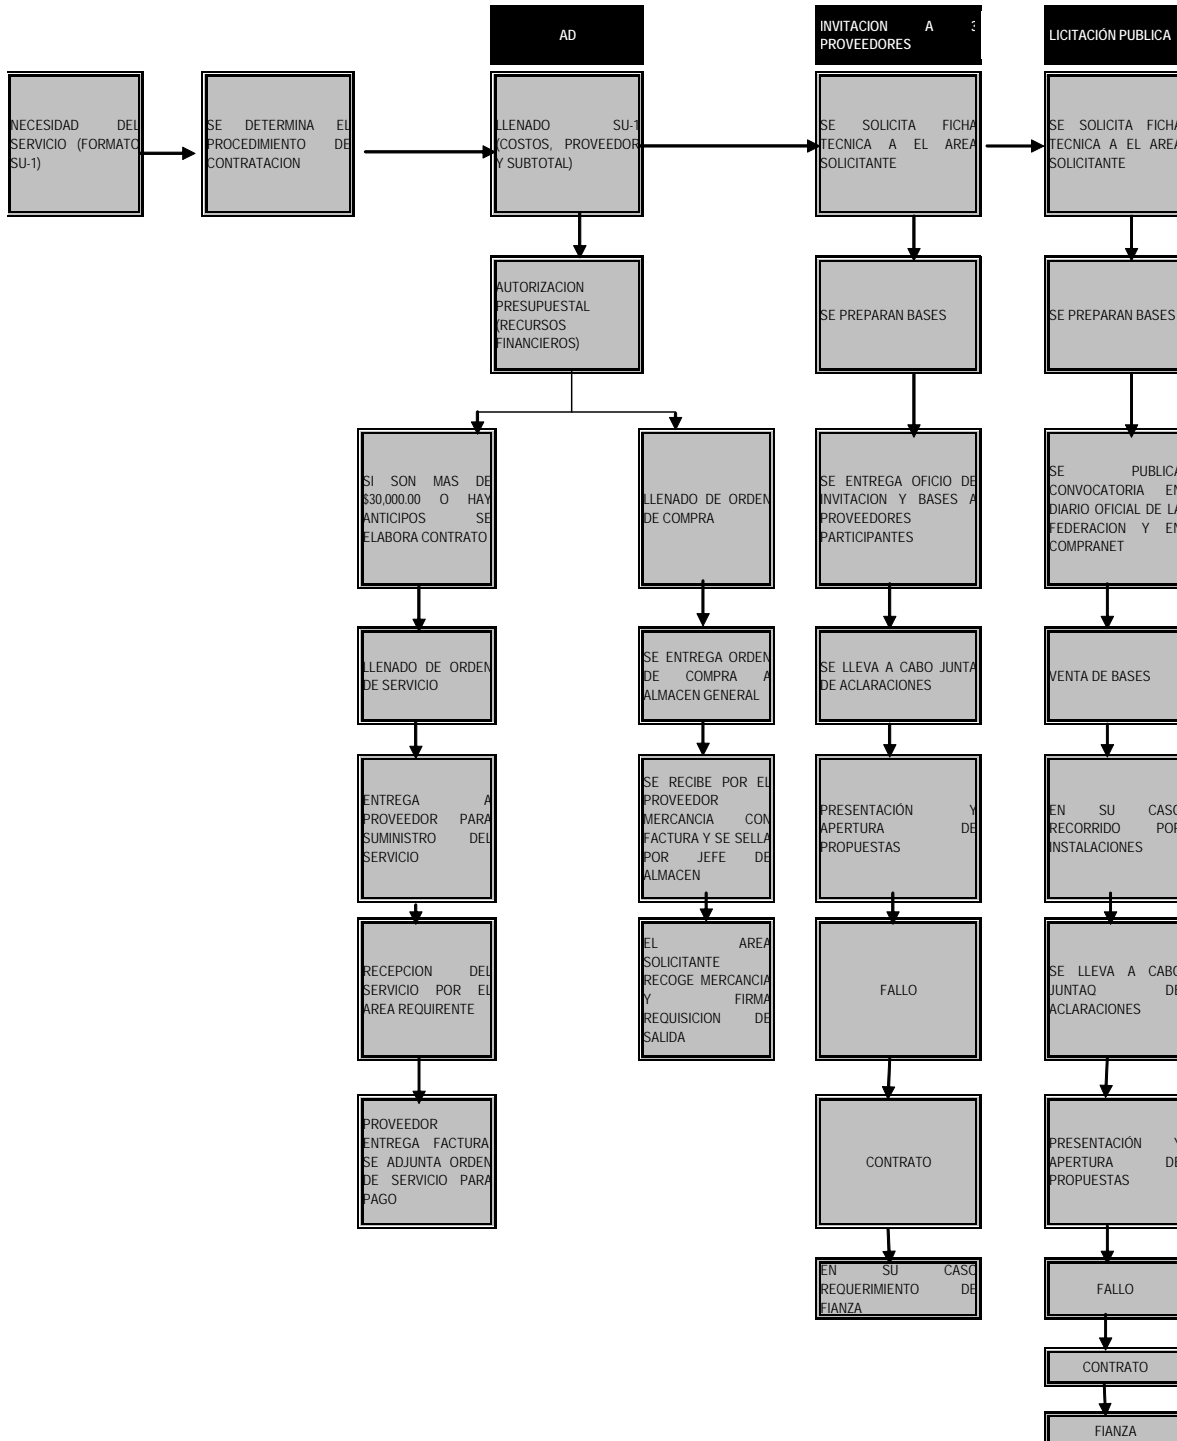 AD
INVITACION A 3
PROVEEDORES
LICITACIÓN PUBLICA
NECESIDAD DEL
SERVICIO (FORMATO
SU-1)
SE DETERMINA EL
PROCEDIMIENTO DE
CONTRATACION
LLENADO SU-1
(COSTOS, PROVEEDOR
Y SUBTOTAL)
SE SOLICITA FICHA
TECNICA A EL AREA
SOLICITANTE
SE SOLICITA FICHA
TECNICA A EL AREA
SOLICITANTE
AUTORIZACION
PRESUPUESTAL
(RECURSOS
FINANCIEROS)
SE PREPARAN BASES
SE PREPARAN BASES
SI SON MAS DE
$30,000.00 O HAY
ANTICIPOS SE
ELABORA CONTRATO
LLENADO DE ORDEN
DE COMPRA
SE ENTREGA OFICIO DE
INVITACION Y BASES A
PROVEEDORES
PARTICIPANTES
SE PUBLICA
CONVOCATORIA EN
DIARIO OFICIAL DE LA
FEDERACION Y EN
COMPRANET
LLENADO DE ORDEN
DE SERVICIO
SE ENTREGA ORDEN
DE COMPRA A
ALMACEN GENERAL
SE LLEVA A CABO JUNTA
DE ACLARACIONES
VENTA DE BASES
ENTREGA A
PROVEEDOR PARA
SUMINISTRO DEL
SERVICIO
SE RECIBE POR EL
PROVEEDOR
MERCANCIA CON
FACTURA Y SE SELLA
POR JEFE DE
ALMACEN
PRESENTACIÓN Y
APERTURA DE
PROPUESTAS
EN SU CASO
RECORRIDO POR
INSTALACIONES
RECEPCION DEL
SERVICIO POR EL
AREA REQUIRENTE
EL AREA
SOLICITANTE
RECOGE MERCANCIA
Y FIRMA
REQUISICION DE
SALIDA
FALLO
SE LLEVA A CABO
JUNTAQ DE
ACLARACIONES
PROVEEDOR
ENTREGA FACTURA
SE ADJUNTA ORDEN
DE SERVICIO PARA
PAGO
CONTRATO
PRESENTACIÓN Y
APERTURA DE
PROPUESTAS
EN SU CASO
REQUERIMIENTO DE
FIANZA
FALLO
CONTRATO
FIANZA